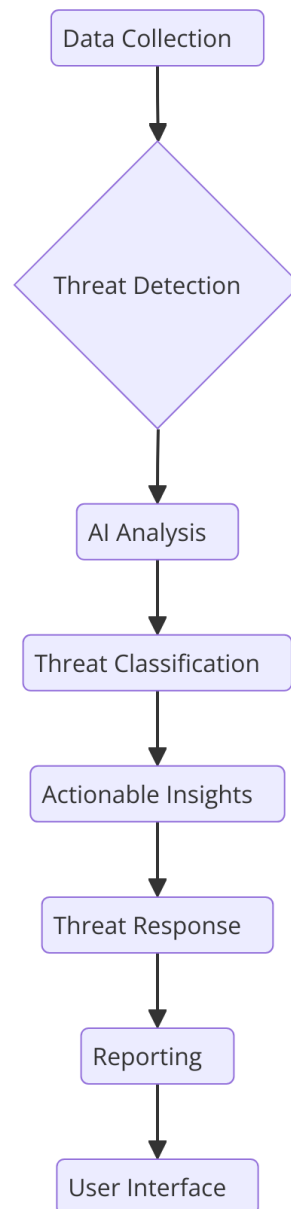 Data Collection
Threat Detection
AI Analysis
Threat Classification
Actionable Insights
Threat Response
Reporting
User Interface